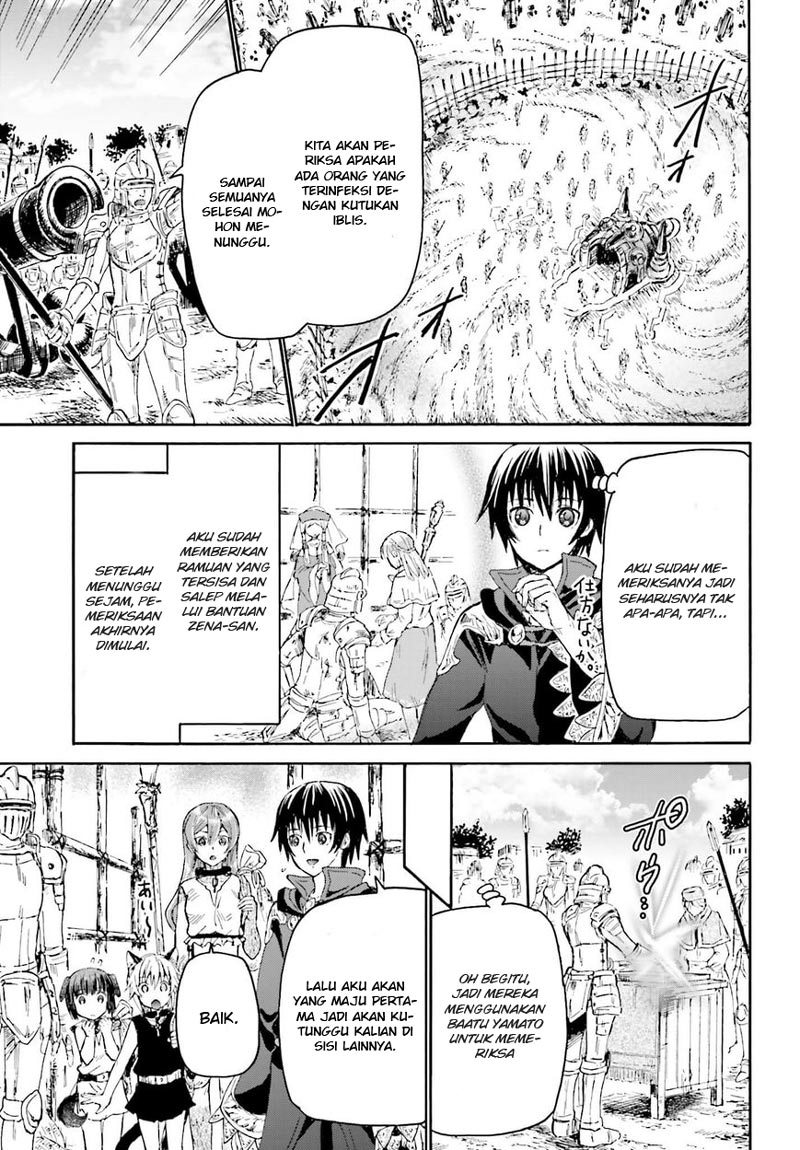 KITA AKAN PE-
RIKSA APAKAH
ADA ORANG YANG
TERINFEKSI DE-
NGAN KUTUKAN
IBLIS.
SAMPAI
SEMUANYA
SELESAI MO-
HON ME-
NUNGGU.
AKU SUDAH ME-
MERIKSANYA JADI
SEHARUSNYA TAK
APA-APA, TAPI...
仕方ないか。
AKU SUDAH
MEMBERIKAN
RAMUAN YANG
TERSISA DAN
SALEP MELA-
LUI BANTUAN
ZENA-SAN.
SETELAH
MENUNGGU
SEJAM, PE-
MERIKSAAN
AKHIRNYA
DIMULAI.
ポウ…
OH BEGITU,
JADI MEREKA
MENGGUNAKAN
BAATU YAMATO
UNTUK MEME-
RIKSA
LALU AKU AKAN
YANG MAJU PERTA-
MA JADI AKAN KU-
TUNGGU KALIAN DI
SISI LAINNYA.
BAIK.
あい～